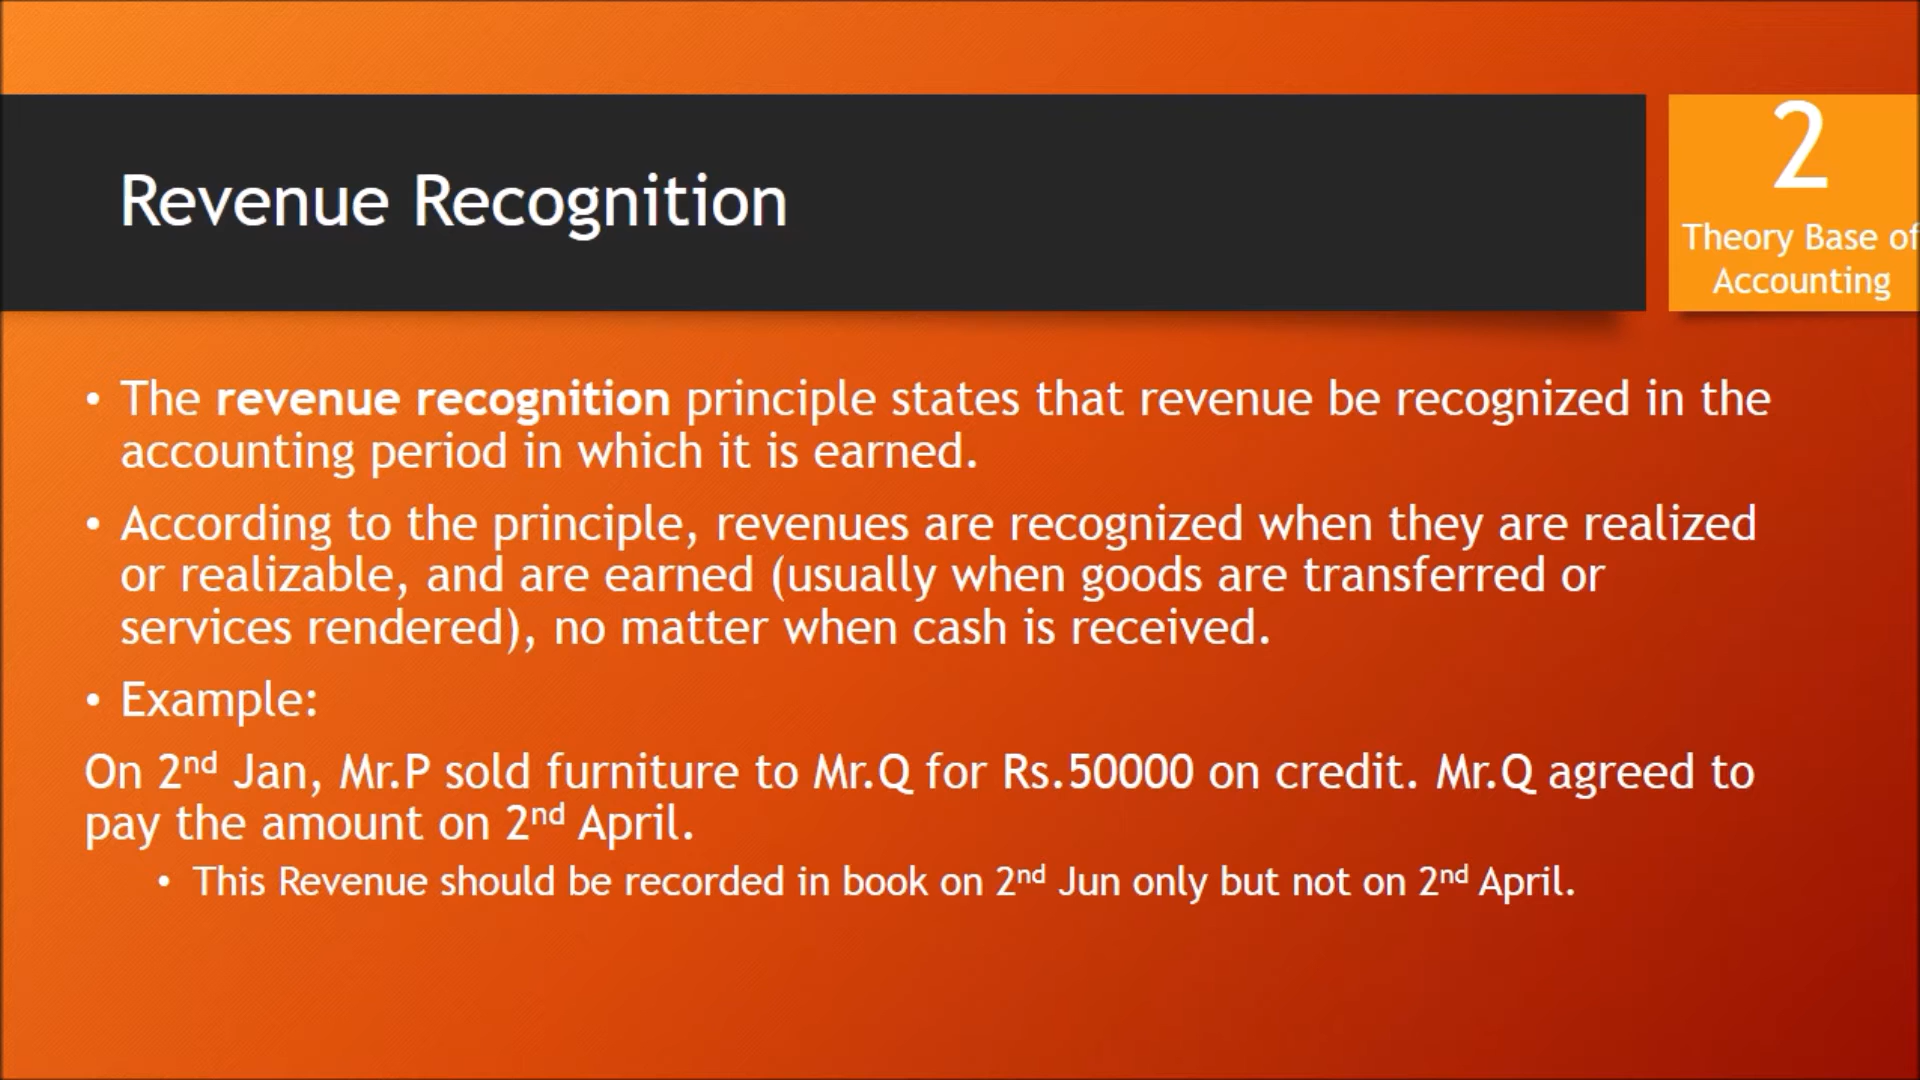 Revenue Recognition
2
Theory Base of
Accounting
• The revenue recognition principle states that revenue be recognized in the
accounting period in which it is earned.
• According to the principle, revenues are recognized when they are realized
or realizable, and are earned (usually when goods are transferred or
services rendered), no matter when cash is received.
• Example:
On 2nd Jan, Mr.P sold furniture to Mr.Q for Rs.50000 on credit. Mr.Q agreed to
pay the amount on 2nd April.
• This Revenue should be recorded in book on 2nd Jun only but not on 2nd April.